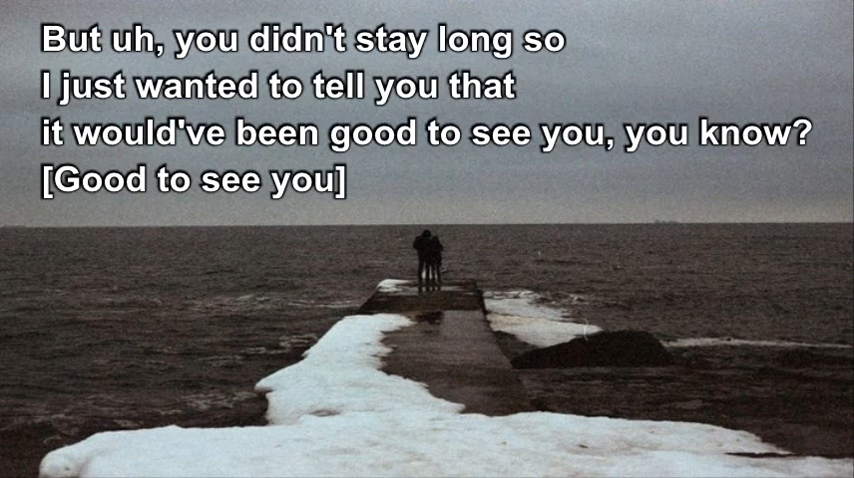 But uh, you didn't stay long so
I just wanted to tell you that
it would've been good to see you, you know?
[Good to see you]